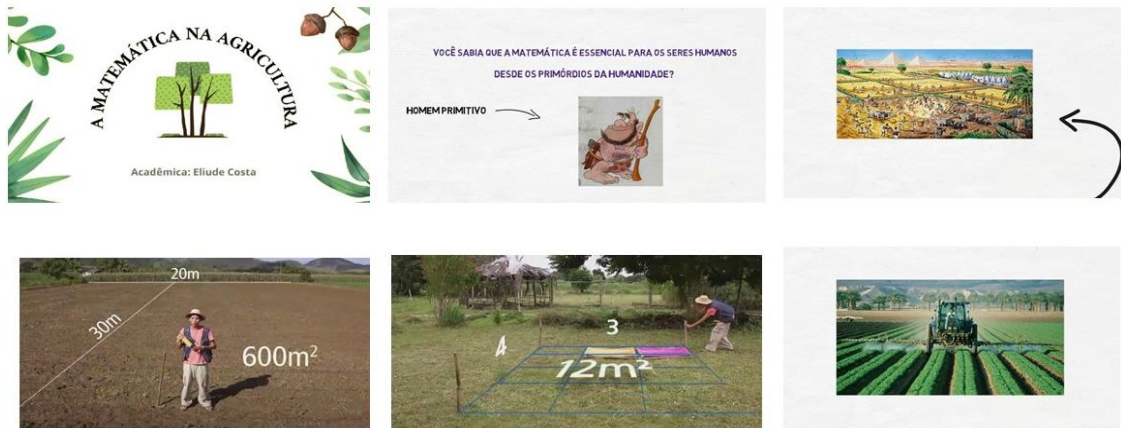 A MATEMÁTICA NA AGRICULTURA
Acadêmica: Eliude Costa
VOCÊ SABIA QUE A MATEMÁTICA É ESSENCIAL PARA OS SERES HUMANOS
DESDE OS PRIMÓRDIOS DA HUMANIDADE?
HOMEM PRIMITIVO
20m
30m
600m²
3
4
12m²